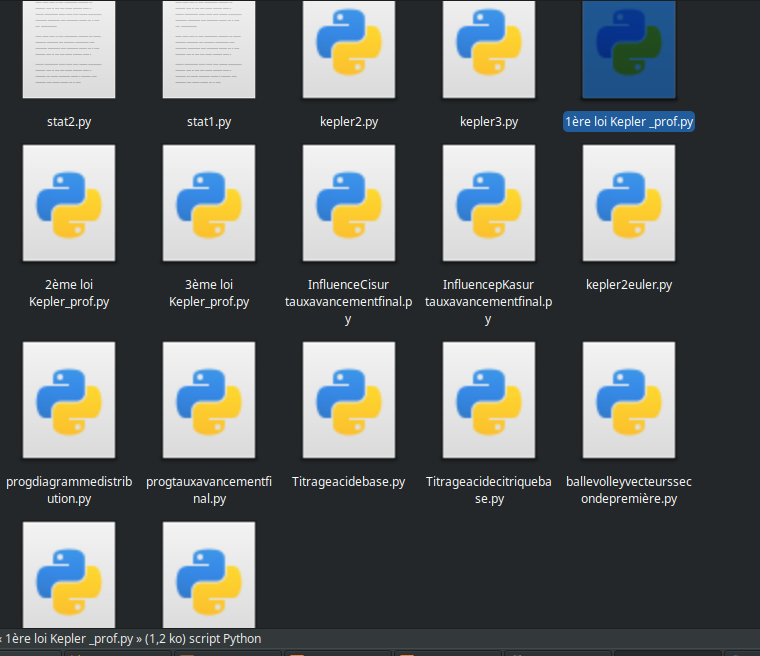 stat2.py
stat1.py
kepler2.py
kepler3.py
1ère loi Kepler _prof.py
2ème loi
Kepler_prof.py
3ème loi
Kepler_prof.py
InfluenceCisur
tauxavancementfinal.p
y
InfluencepKasur
tauxavancementfinal.p
y
kepler2euler.py
progdiagrammedistrib
ution.py
progtauxavancementfi
nal.py
Titrageacidebase.py
Titrageacidecitriqueba
se.py
ballevolleyvecteurssec
ondepremière.py
« 1ère loi Kepler _prof.py » (1,2 ko) script Python